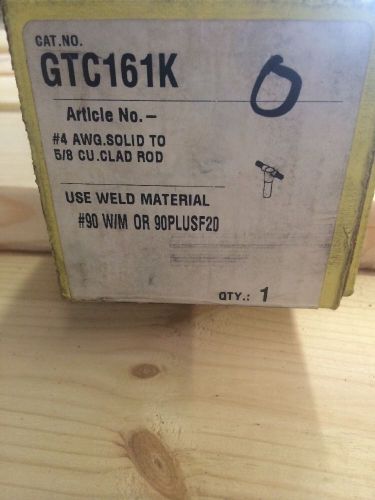 CAT.NO.
GTC161K
O
Article No.-
#4 AWG.SOLID TO
5/8 CU.CLAD ROD
USE WELD MATERIAL
#90 W/M OR 90PLUSF20
QTY.: 1